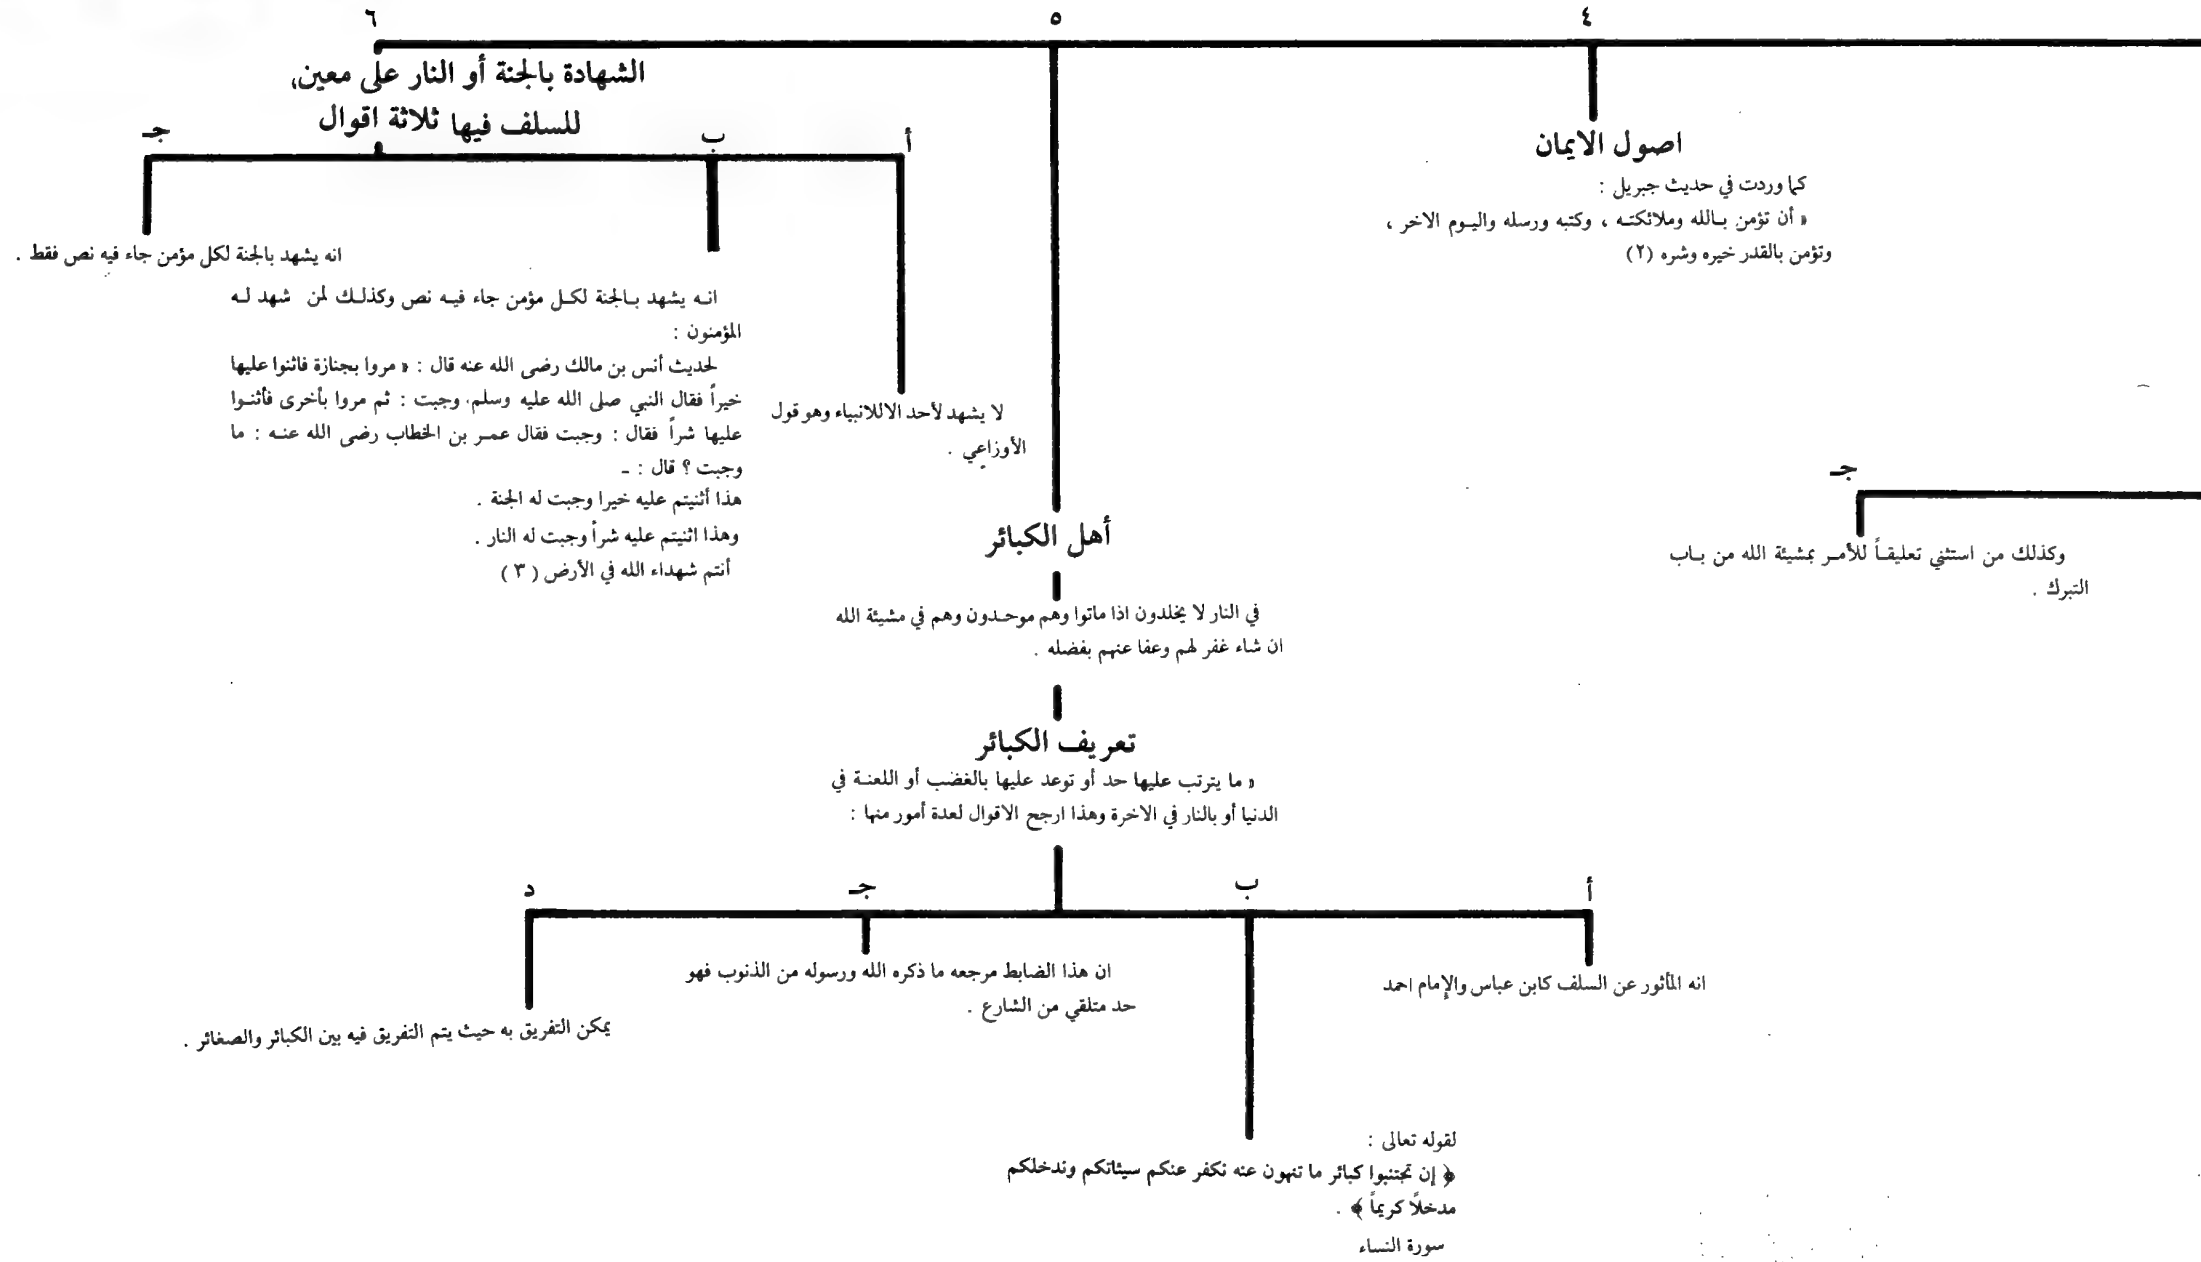 ٤
اصول الايمان
كما وردت في حديث جبريل :
« أن تؤمن بالله وملائكته ، وكتبه ورسله واليوم الاخر ،
وتؤمن بالقدر خيره وشره (٢)
جـ
وكذلك من استثنى تعليقاً للأمر بمشيئة الله من باب
التبرك .
٥
أهل الكبائر
في النار لا يخلدون اذا ماتوا وهم موحدون وهم في مشيئة الله
ان شاء غفر لهم وعفا عنهم بفضله .
تعريف الكبائر
« ما يترتب عليها حد أو توعد عليها بالغضب أو اللعنة في
الدنيا أو بالنار في الاخرة وهذا ارجح الاقوال لعدة أمور منها :
أ
انه المأثور عن السلف كابن عباس والإمام احمد
ب
لقوله تعالى :
﴿ إن تجتنبوا كبائر ما تنهون عنه نكفر عنكم سيئاتكم وندخلكم
مدخلاً كريماً ﴾ .
سورة النساء
جـ
ان هذا الضابط مرجعه ما ذكره الله ورسوله من الذنوب فهو
حد متلقي من الشارع .
د
يمكن التفريق به حيث يتم التفريق فيه بين الكبائر والصغائر .
٦
الشهادة بالجنة أو النار على معين,
للسلف فيها ثلاثة اقوال
أ
لا يشهد لأحد الاللانبياء وهو قول
الأوزاعي .
ب
انه يشهد بالجنة لكل مؤمن جاء فيه نص وكذلك لمن شهد له
المؤمنون :
لحديث أنس بن مالك رضى الله عنه قال : « مروا بجنازة فاثنوا عليها
خيراً فقال النبي صلى الله عليه وسلم. وجبت : ثم مروا بأخرى فأثنوا
عليها شراً فقال : وجبت فقال عمر بن الخطاب رضى الله عنه : ما
وجبت ؟ قال : -
هذا أثنيتم عليه خيرا وجبت له الجنة .
وهذا اثنيتم عليه شراً وجبت له النار .
أنتم شهداء الله في الأرض ( ٣ )
جـ
انه يشهد بالجنة لكل مؤمن جاء فيه نص فقط .